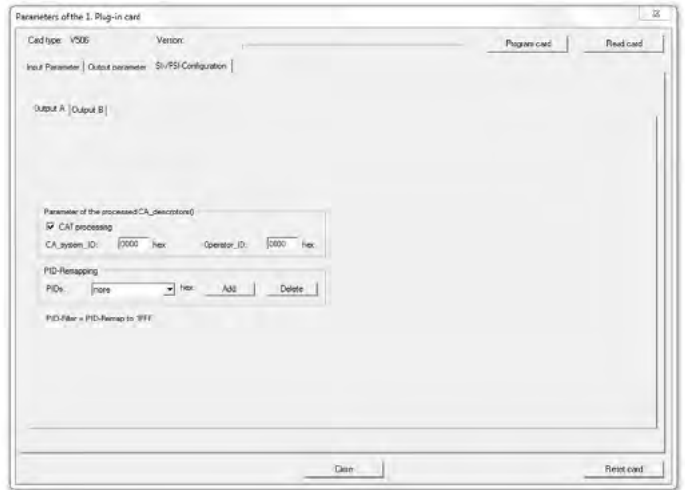 Parameters of the 1. Plug-in card
Card type: V506 Version: Program card Read card
Input Parameter Output parameter SI-/PSI-Configuration
Output A Output B
Parameter of the processed CA_descriptors()
CAT processing
CA_system_ID: 0000 hex Operator_ID: 0000 hex
PID-Remapping
PIDs: none hex Add Delete
PID-Filter = PID-Remap to 1FFF
Close Reset card